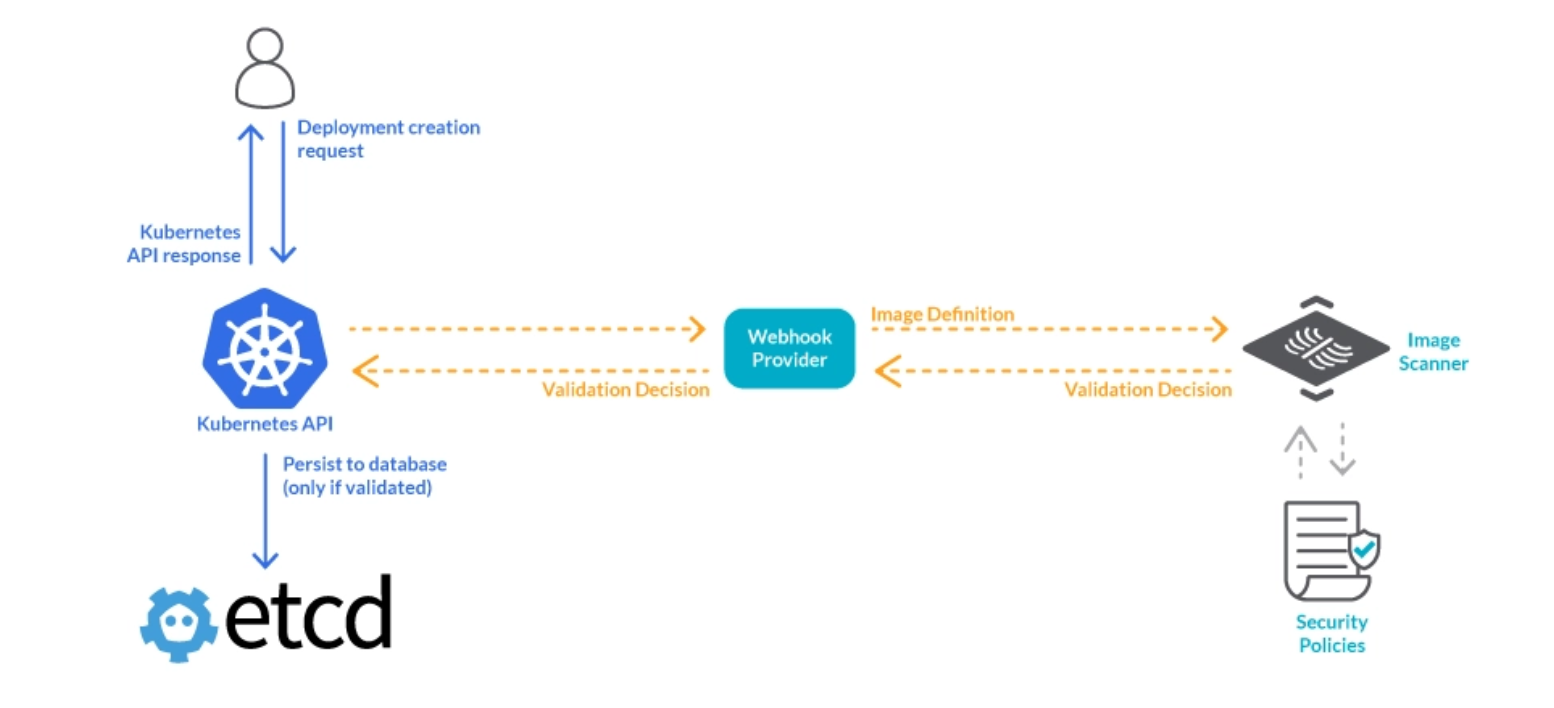 Deployment creation
request
Kubernetes
API response
Kubernetes API
Webhook
Provider
Image Definition
Validation Decision
Validation Decision
Image
Scanner
Persist to database
(only if validated)
etcd
Security
Policies